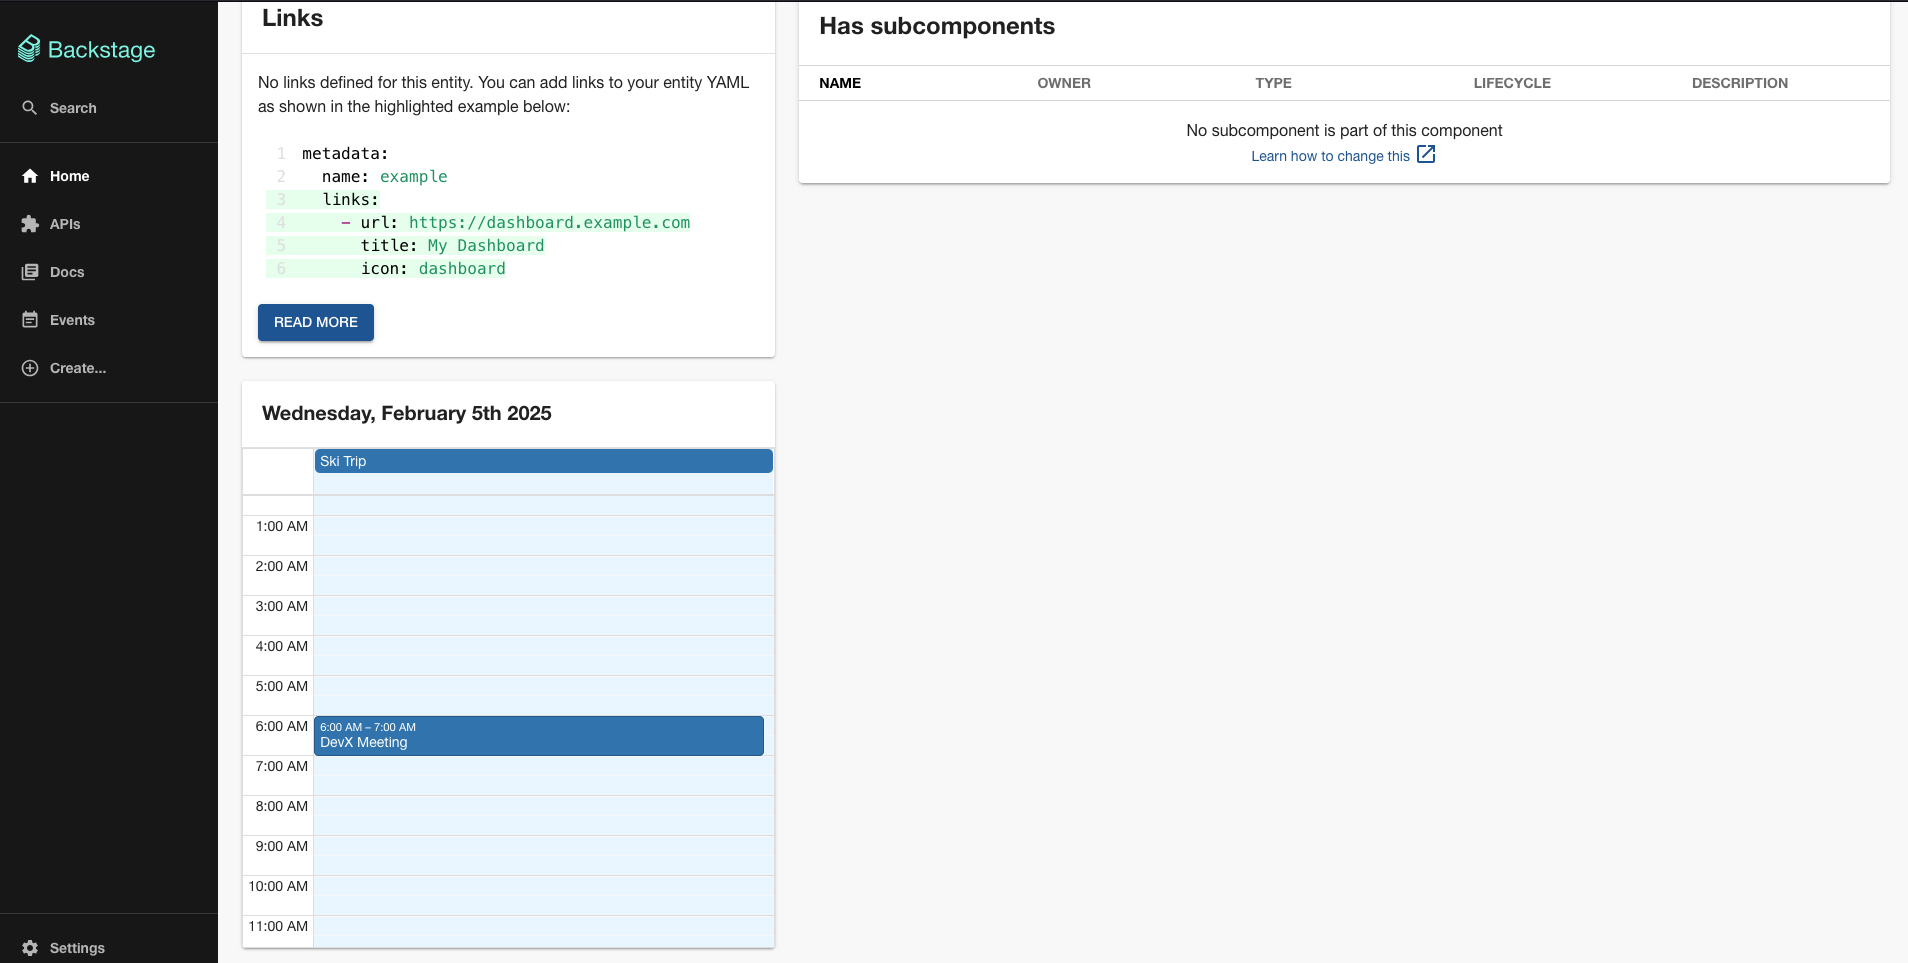 Backstage
Search
Home
APIs
Docs
Events
Create...
Settings
Links
No links defined for this entity. You can add links to your entity YAML
as shown in the highlighted example below:
1 metadata:
2 name: example
3 links:
4 - url: https://dashboard.example.com
5 title: My Dashboard
6 icon: dashboard
READ MORE
Wednesday, February 5th 2025
Ski Trip
1:00 AM
2:00 AM
3:00 AM
4:00 AM
5:00 AM
6:00 AM
6:00 AM – 7:00 AM
DevX Meeting
7:00 AM
8:00 AM
9:00 AM
10:00 AM
11:00 AM
Has subcomponents
NAME OWNER TYPE LIFECYCLE DESCRIPTION
No subcomponent is part of this component
Learn how to change this